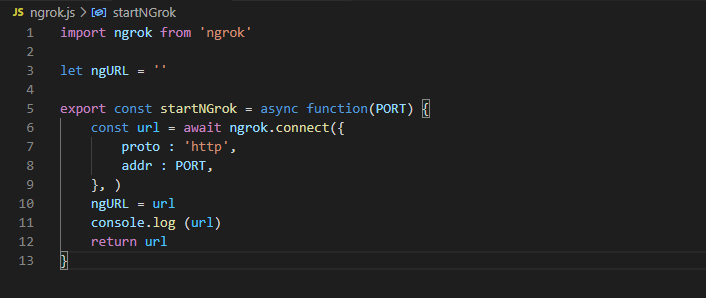 JS ngrok.js > startNGrok
1 import ngrok from 'ngrok'
2
3 let ngURL = ''
4
5 export const startNGrok = async function(PORT) {
6     const url = await ngrok.connect({
7         proto : 'http',
8         addr : PORT,
9     }, )
10     ngURL = url
11     console.log (url)
12     return url
13 }